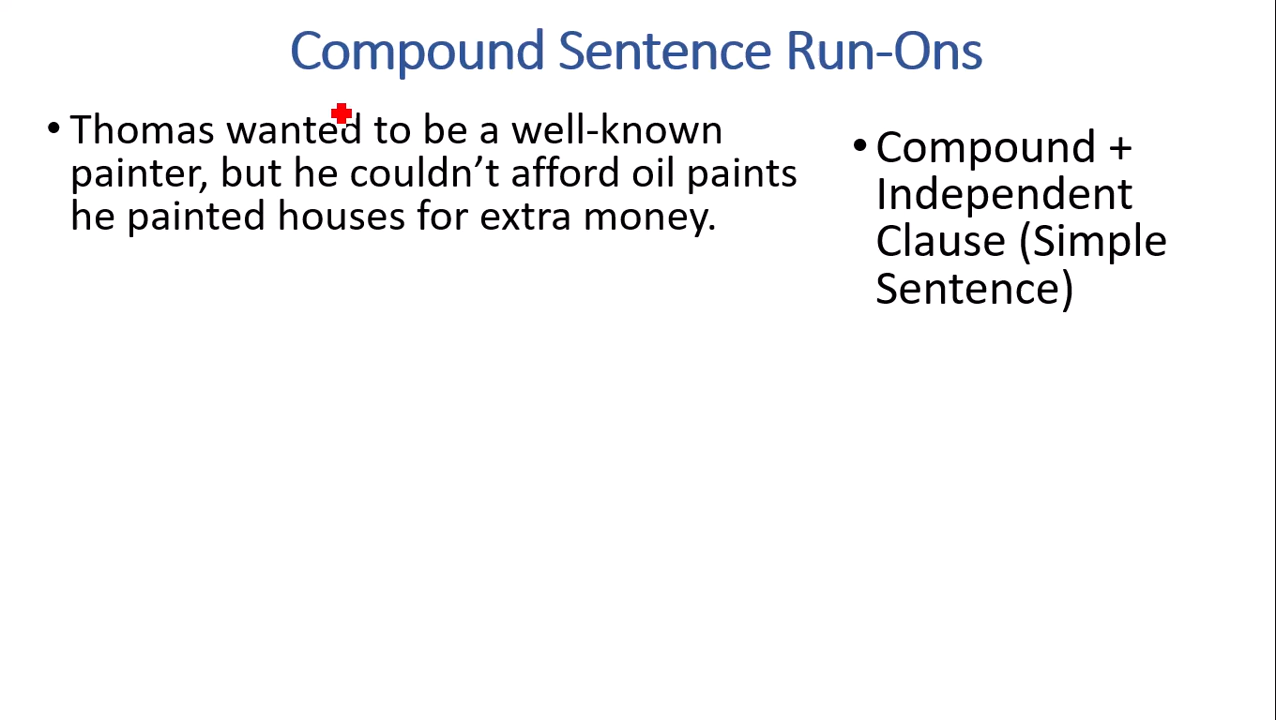 Compound Sentence Run-Ons
• Thomas wanted to be a well-known
painter, but he couldn’t afford oil paints
he painted houses for extra money.
• Compound +
Independent
Clause (Simple
Sentence)